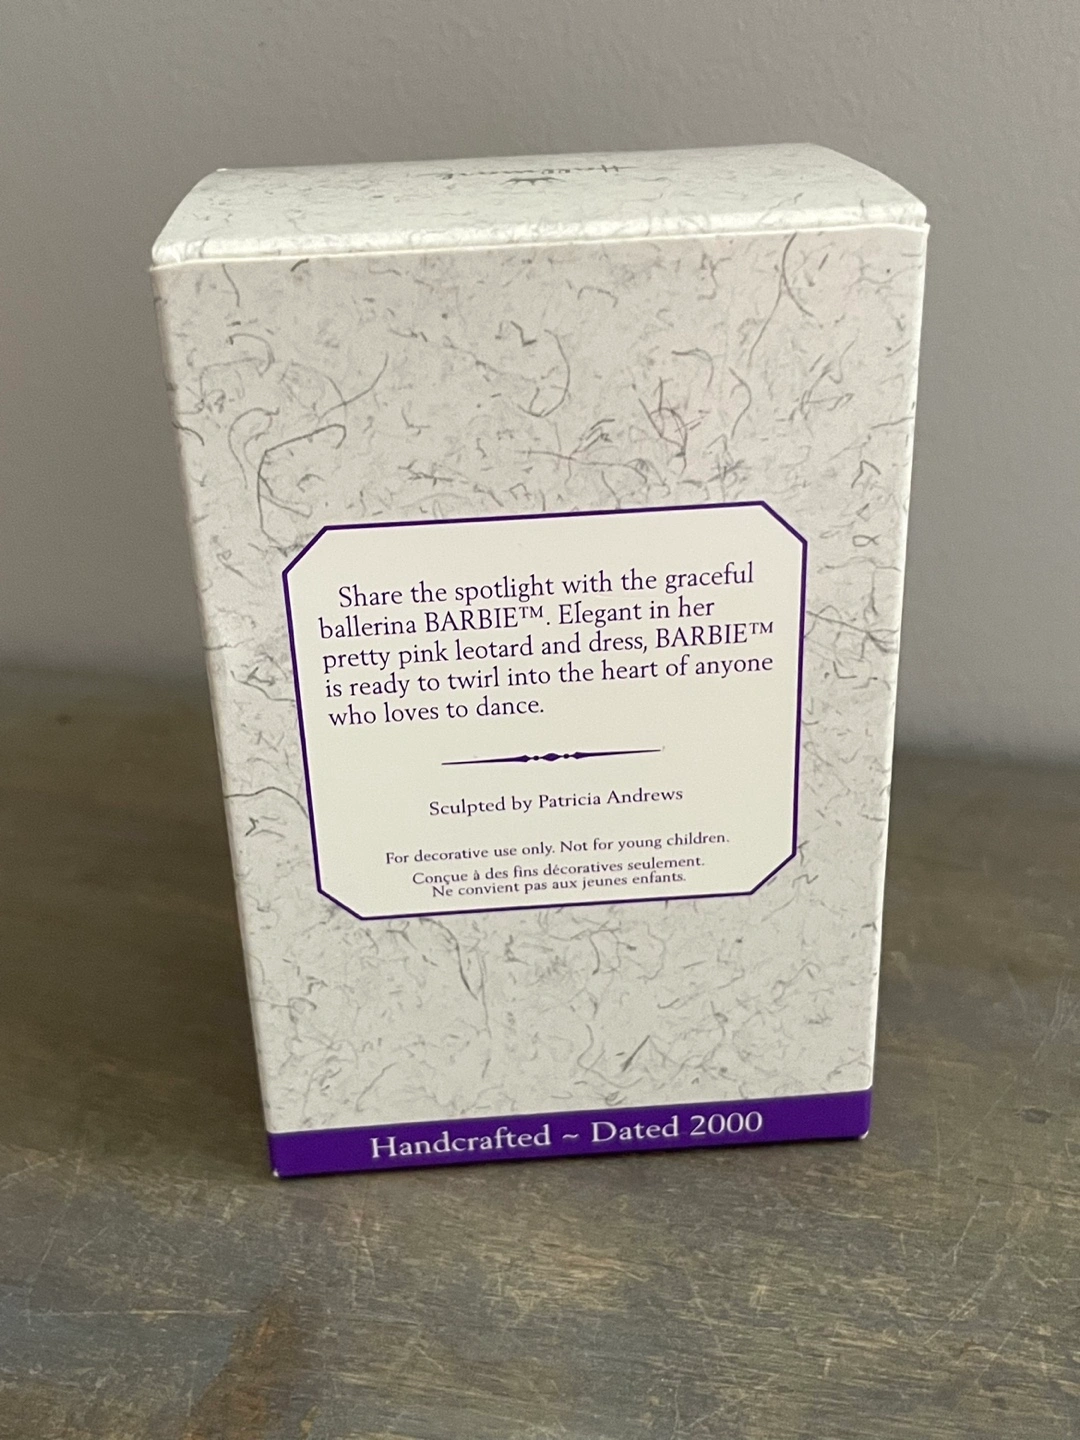 Hallmark
Share the spotlight with the graceful
ballerina BARBIE™. Elegant in her
pretty pink leotard and dress, BARBIE™
is ready to twirl into the heart of anyone
who loves to dance.
Sculpted by Patricia Andrews
For decorative use only. Not for young children.
Conçue à des fins décoratives seulement.
Ne convient pas aux jeunes enfants.
Handcrafted ~ Dated 2000